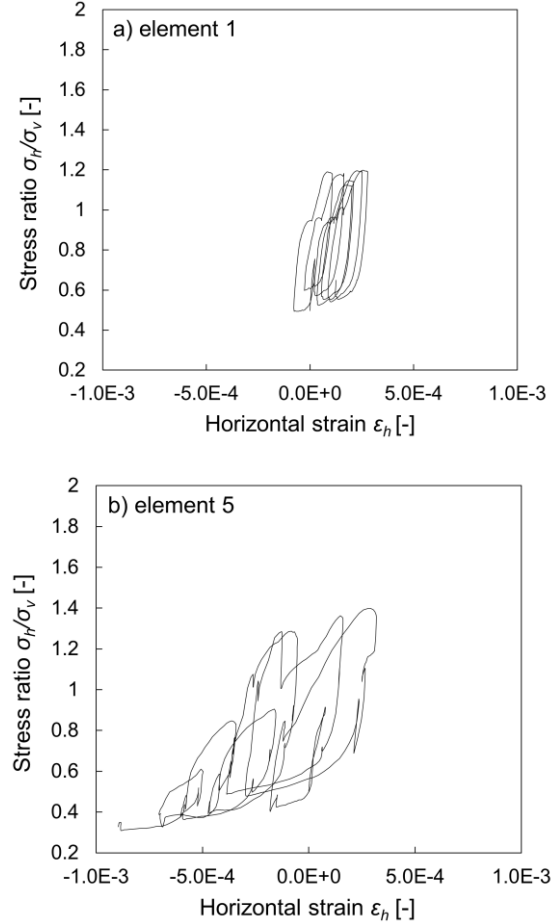 a) element 1
Stress ratio σh/σv [-]
2
1.8
1.6
1.4
1.2
1
0.8
0.6
0.4
0.2
-1.0E-3 -5.0E-4 0.0E+0 5.0E-4 1.0E-3
Horizontal strain εh [-]
b) element 5
Stress ratio σh/σv [-]
2
1.8
1.6
1.4
1.2
1
0.8
0.6
0.4
0.2
-1.0E-3 -5.0E-4 0.0E+0 5.0E-4 1.0E-3
Horizontal strain εh [-]